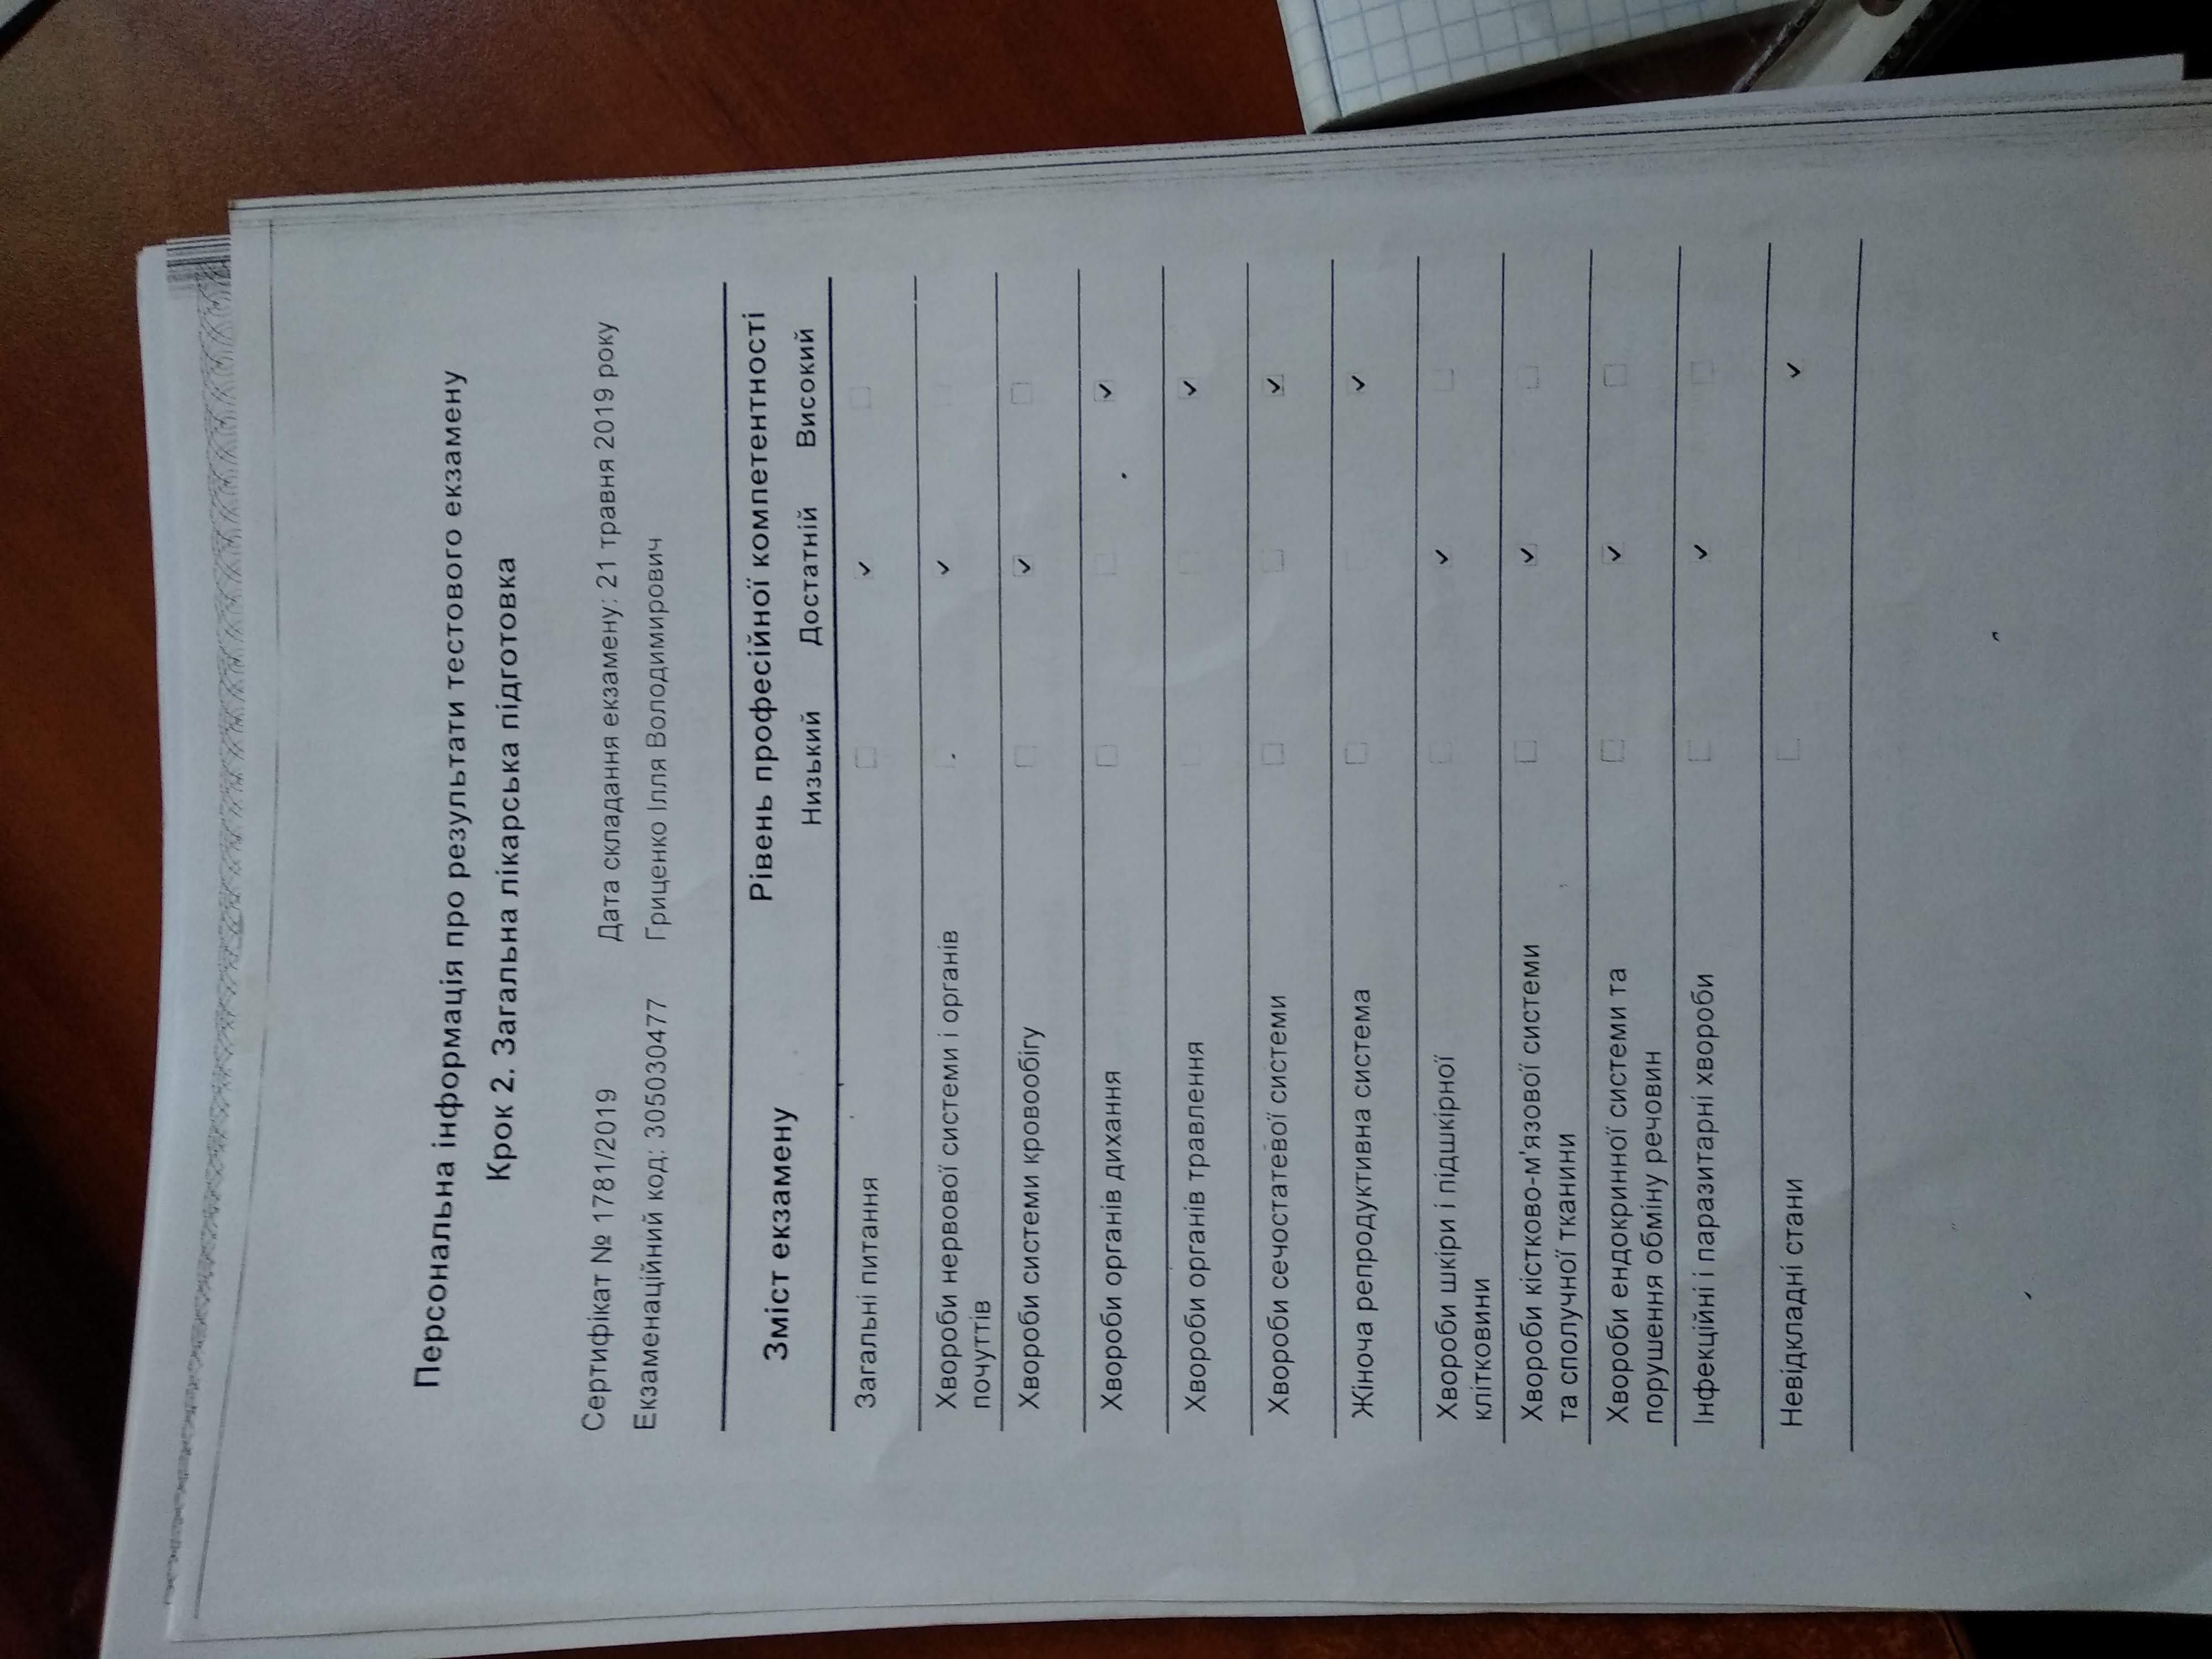 Персональна інформація про результати тестового екзамену
Крок 2. Загальна лікарська підготовка
Сертифікат № 1781/2019 Дата складання екзамену: 21 травня 2019 року
Екзаменаційний код: 3050530477 Гриценко Ілля Володимирович
Зміст екзамену Рівень професійної компетентності
Низький Достатній Високий
Загальні питання ☐ ✓ ☐
Хвороби нервової системи і органів ☐ ✓ ☐
почуттів
Хвороби системи кровообігу ☐ ✓ ☐
Хвороби органів дихання ☐ ☐ ✓
Хвороби органів травлення ☐ ☐ ✓
Хвороби сечостатевої системи ☐ ☐ ✓
Жіноча репродуктивна система ☐ ☐ ✓
Хвороби шкіри і підшкірної ☐ ✓ ☐
клітковини
Хвороби кістково-м'язової системи ☐ ✓ ☐
та сполучної тканини
Хвороби ендокринної системи та ☐ ✓ ☐
порушення обміну речовин
Інфекційні і паразитарні хвороби ☐ ✓ ☐
Невідкладні стани ☐ ☐ ✓